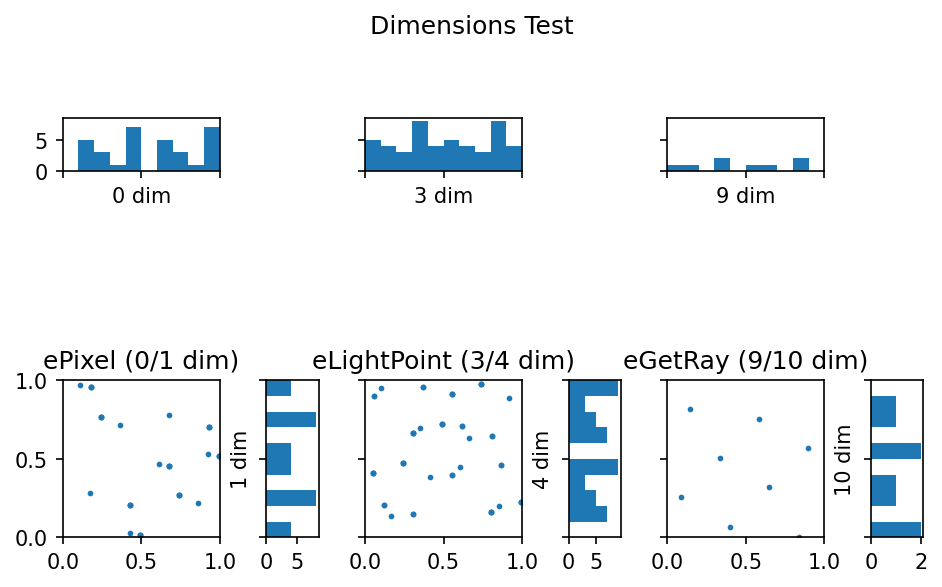 Dimensions Test
5
0
0 dim
3 dim
9 dim
ePixel (0/1 dim)
eLightPoint (3/4 dim)
eGetRay (9/10 dim)
1.0
0.5
0.0
1 dim
4 dim
10 dim
0.0 0.5 1.0
0 5
0.0 0.5 1.0
0 5
0.0 0.5 1.0
0 2